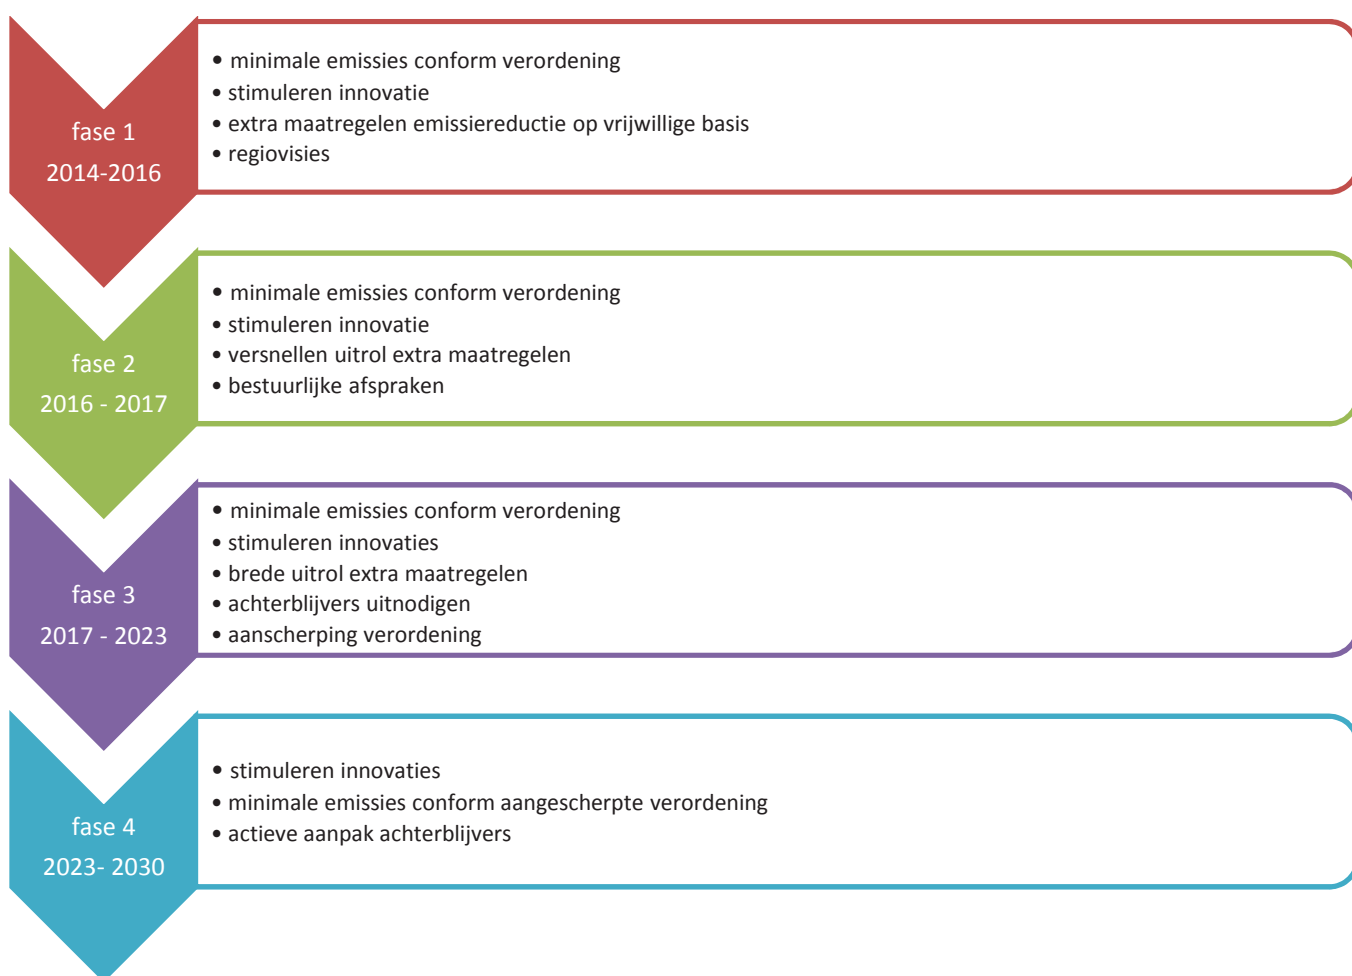 fase 1
2014-2016
• minimale emissies conform verordening
• stimuleren innovatie
• extra maatregelen emissiereductie op vrijwillige basis
• regiovisies
fase 2
2016 - 2017
• minimale emissies conform verordening
• stimuleren innovatie
• versnellen uitrol extra maatregelen
• bestuurlijke afspraken
fase 3
2017 - 2023
• minimale emissies conform verordening
• stimuleren innovaties
• brede uitrol extra maatregelen
• achterblijvers uitnodigen
• aanscherping verordening
fase 4
2023- 2030
• stimuleren innovaties
• minimale emissies conform aangescherpte verordening
• actieve aanpak achterblijvers